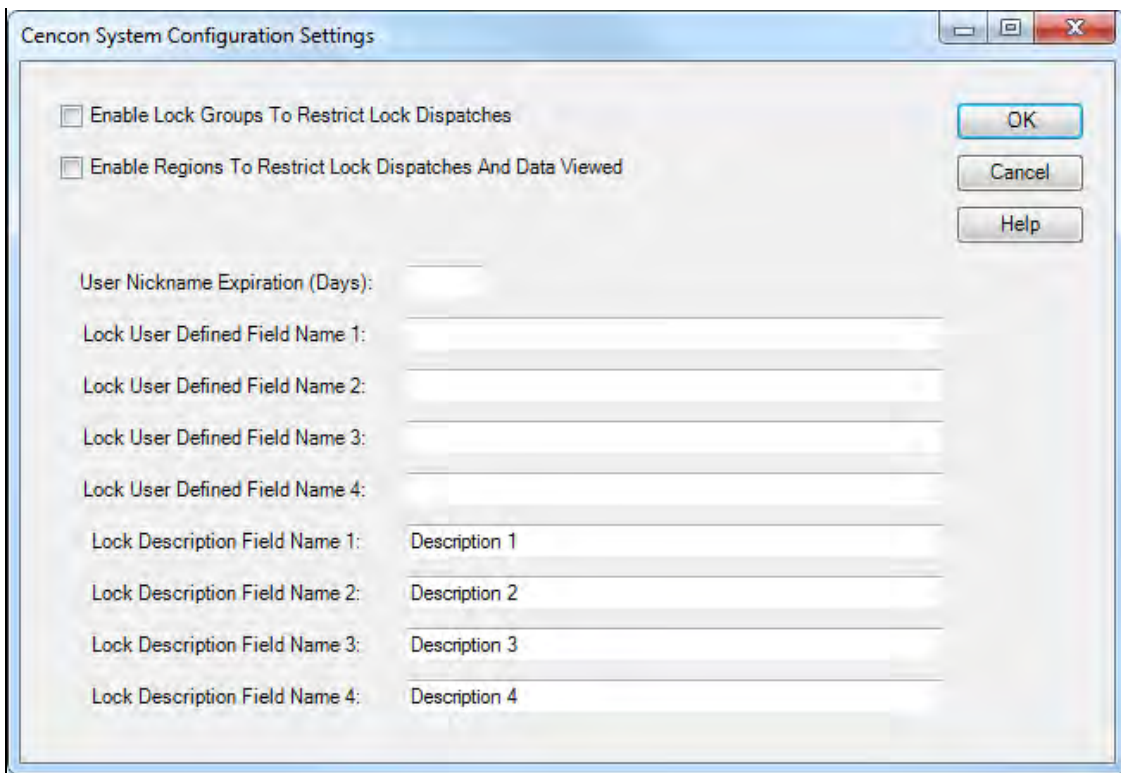 Cencon System Configuration Settings
Enable Lock Groups To Restrict Lock Dispatches
OK
Enable Regions To Restrict Lock Dispatches And Data Viewed
Cancel
Help
User Nickname Expiration (Days):
Lock User Defined Field Name 1:
Lock User Defined Field Name 2:
Lock User Defined Field Name 3:
Lock User Defined Field Name 4:
Lock Description Field Name 1: Description 1
Lock Description Field Name 2: Description 2
Lock Description Field Name 3: Description 3
Lock Description Field Name 4: Description 4